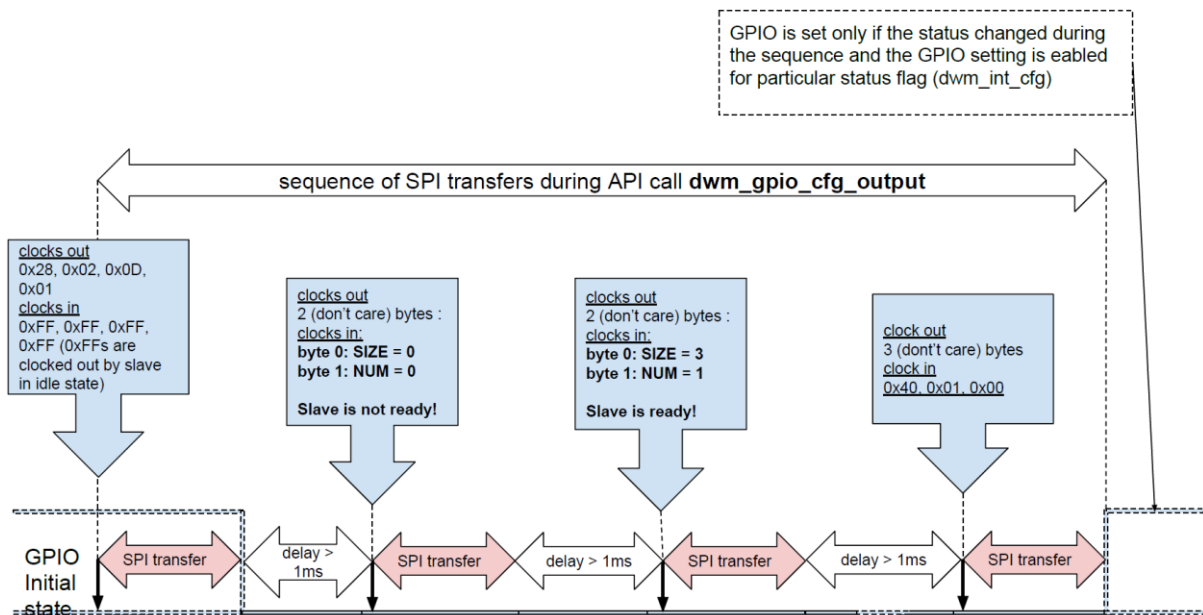 GPIO is set only if the status changed during
the sequence and the GPIO setting is eabled
for particular status flag (dwm_int_cfg)
sequence of SPI transfers during API call dwm_gpio_cfg_output
clocks out
0x28, 0x02, 0x0D,
0x01
clocks in
0xFF, 0xFF, 0xFF,
0xFF (0xFFs are
clocked out by slave
in idle state)
clocks out
2 (don't care) bytes :
clocks in:
byte 0: SIZE = 0
byte 1: NUM = 0
Slave is not ready!
clocks out
2 (don't care) bytes :
clocks in:
byte 0: SIZE = 3
byte 1: NUM = 1
Slave is ready!
clock out
3 (dont't care) bytes
clock in
0x40, 0x01, 0x00
GPIO
Initial
state
SPI transfer
delay >
1ms
SPI transfer
delay > 1ms
SPI transfer
delay > 1ms
SPI transfer